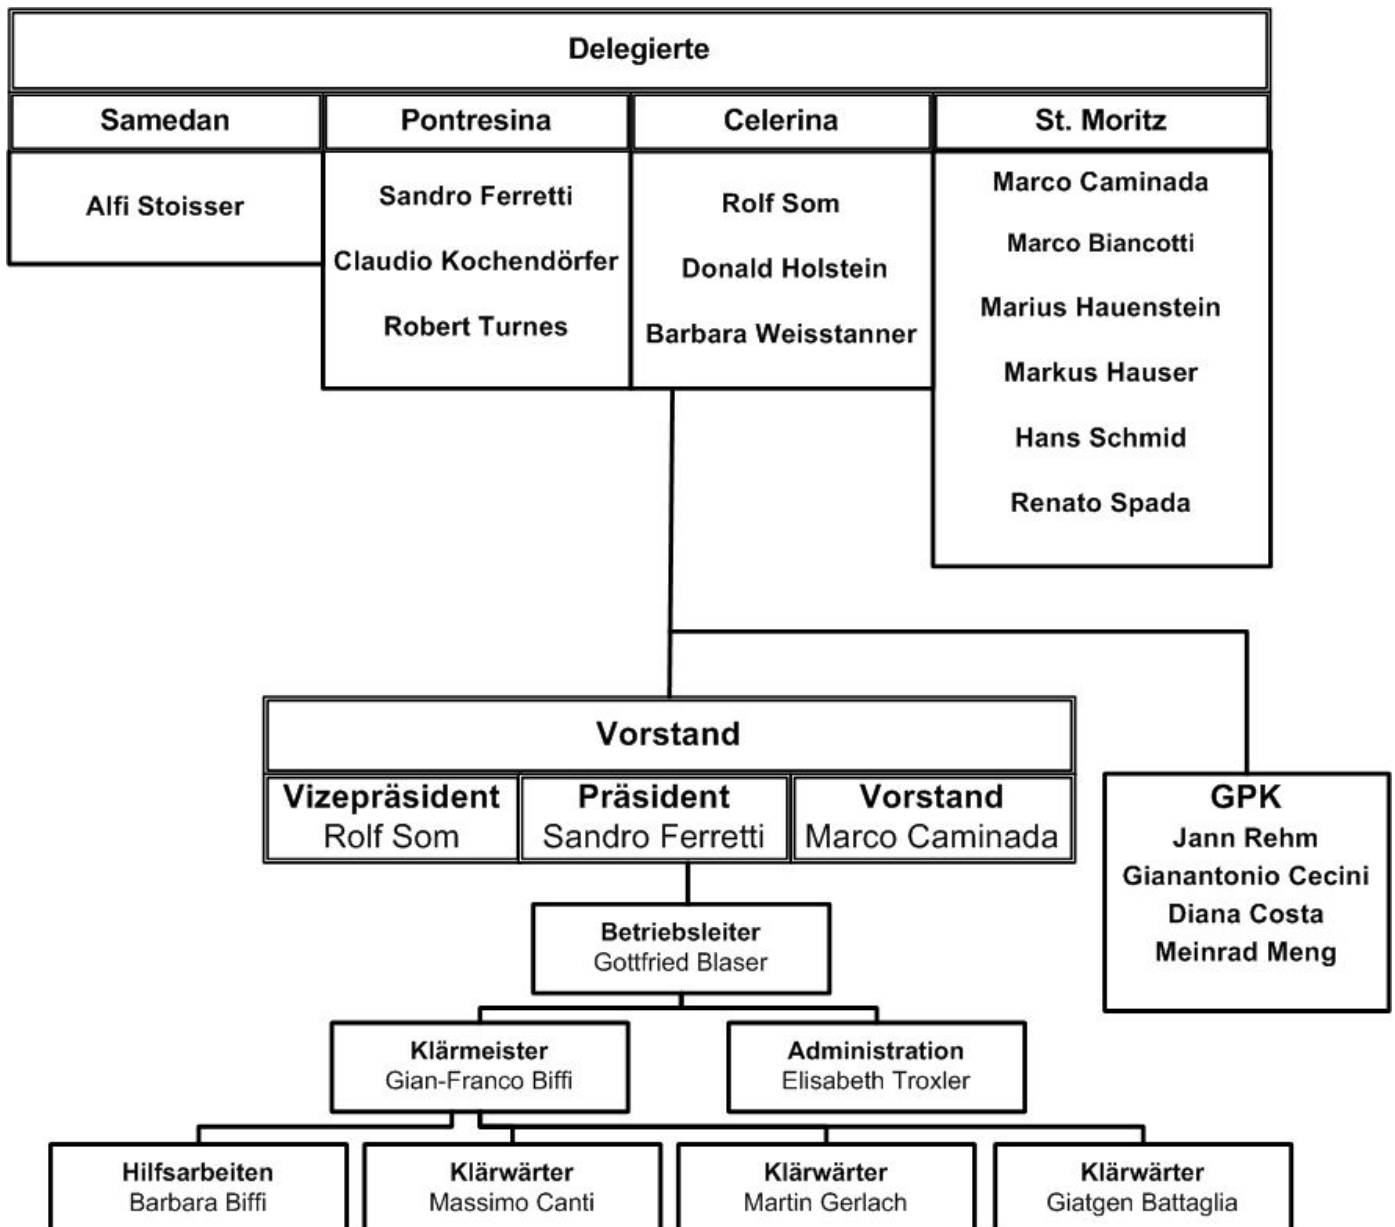 Delegierte
Samedan
Pontresina
Celerina
St. Moritz
Alfi Stoisser
Sandro Ferretti
Claudio Kochendörfer
Robert Turnes
Rolf Som
Donald Holstein
Barbara Weisstanner
Marco Caminada
Marco Biancotti
Marius Hauenstein
Markus Hauser
Hans Schmid
Renato Spada
Vorstand
Vizepräsident
Rolf Som
Präsident
Sandro Ferretti
Vorstand
Marco Caminada
GPK
Jann Rehm
Gianantonio Cecini
Diana Costa
Meinrad Meng
Betriebsleiter
Gottfried Blaser
Klärmeister
Gian-Franco Biffi
Administration
Elisabeth Troxler
Hilfsarbeiten
Barbara Biffi
Klärwärter
Massimo Canti
Klärwärter
Martin Gerlach
Klärwärter
Giatgen Battaglia